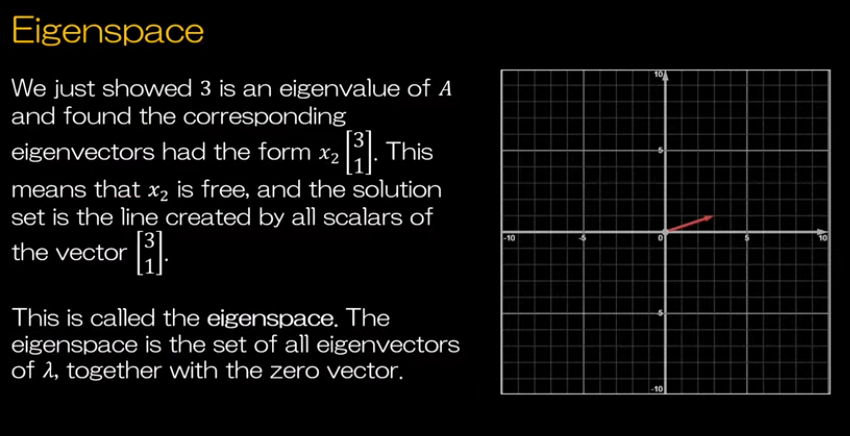 Eigenspace
We just showed 3 is an eigenvalue of A
and found the corresponding
eigenvectors had the form x₂ [3 1]. This
means that x₂ is free, and the solution
set is the line created by all scalars of
the vector [3 1].
This is called the eigenspace. The
eigenspace is the set of all eigenvectors
of λ, together with the zero vector.
10
5
-10 -5 0 5 10
-5
-10